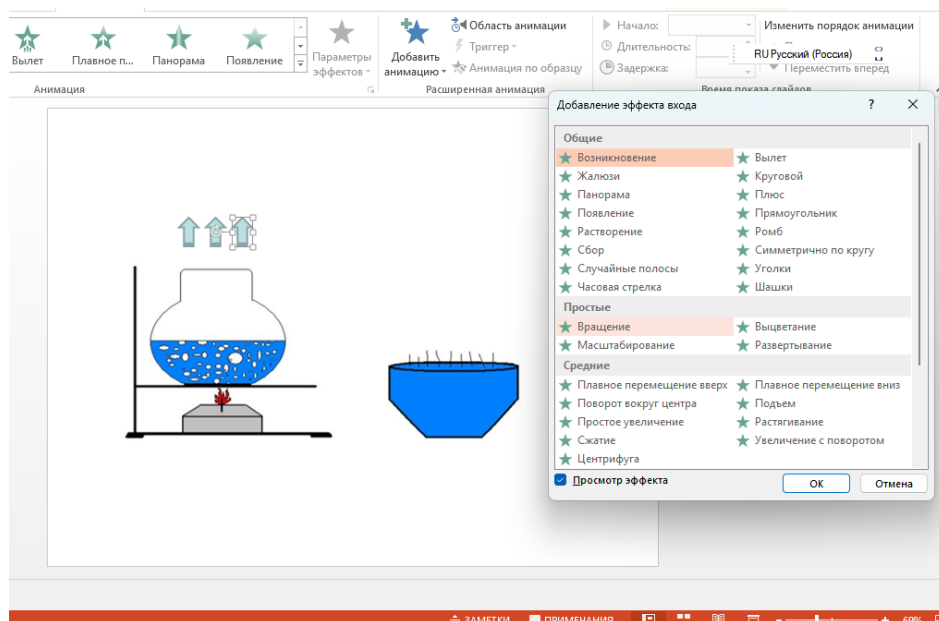 Область анимации
Начало:
Изменить порядок анимации
Триггер
Длительность:
RU Русский (Россия)
Вылет
Плавное п...
Панорама
Появление
Параметры эффектов
Добавить анимацию
Анимация по образцу
Задержка:
Переместить вперед
Анимация
Расширенная анимация
Время показа слайдов
Добавление эффекта входа
?
Общие
Возникновение
Вылет
Жалюзи
Круговой
Панорама
Плюс
Появление
Прямоугольник
Растворение
Ромб
Сбор
Симметрично по кругу
Случайные полосы
Уголки
Часовая стрелка
Шашки
Простые
Вращение
Выцветание
Масштабирование
Развертывание
Средние
Плавное перемещение вверх
Плавное перемещение вниз
Поворот вокруг центра
Подъем
Простое увеличение
Растягивание
Сжатие
Увеличение с поворотом
Центрифуга
Просмотр эффекта
ОК
Отмена
ЗАМЕТКИ
ПРИМЕЧАНИЯ
69%